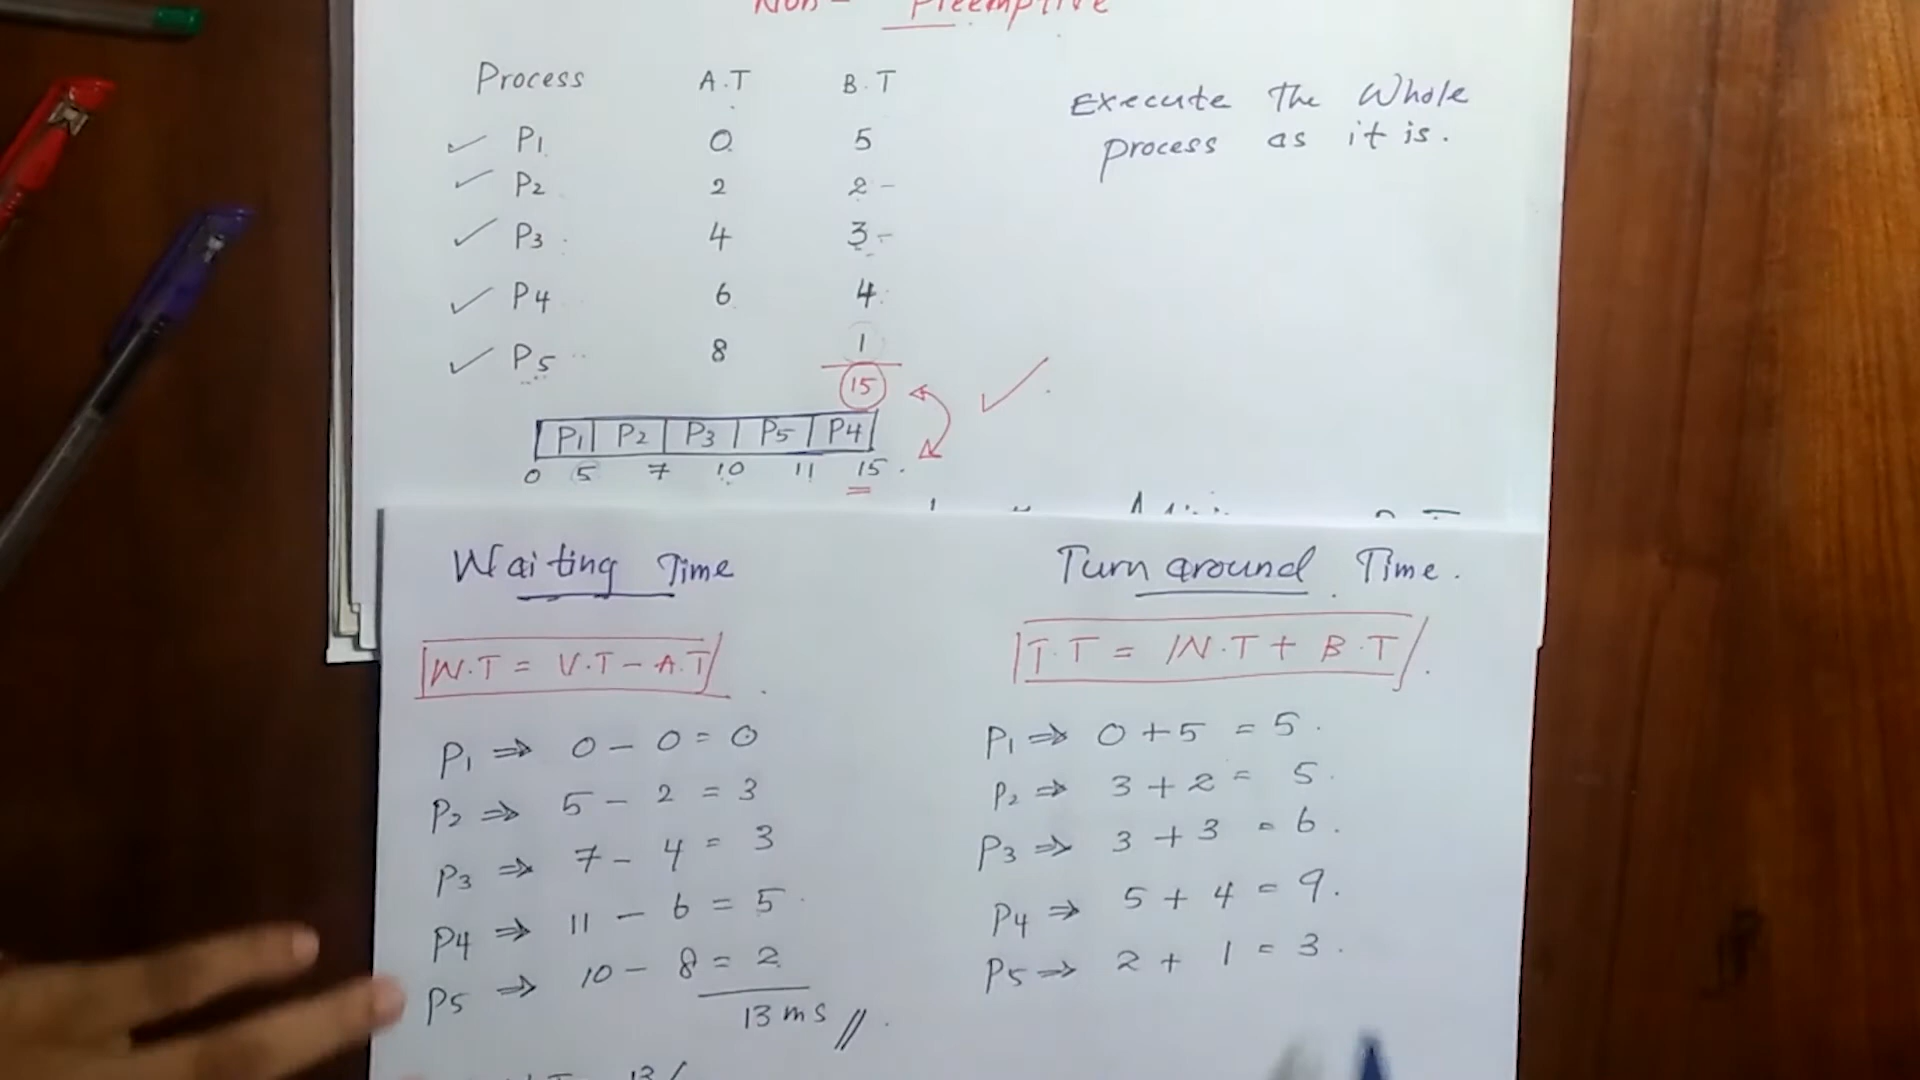 Non - Preemptive
Process A.T B.T
P1 0 5
P2 2 2 -
P3 4 3 -
P4 6 4
P5 8 1
15
Execute The Whole
process as it is.
P1 P2 P3 P5 P4
0 5 7 10 11 15
Waiting Time
W.T = V.T - A.T
P1 ⇒ 0 - 0 = 0
P2 ⇒ 5 - 2 = 3
P3 ⇒ 7 - 4 = 3
P4 ⇒ 11 - 6 = 5
P5 ⇒ 10 - 8 = 2
13 ms //
Turn around Time.
T.T = W.T + B.T
P1 ⇒ 0 + 5 = 5.
P2 ⇒ 3 + 2 = 5.
P3 ⇒ 3 + 3 = 6.
P4 ⇒ 5 + 4 = 9.
P5 ⇒ 2 + 1 = 3.